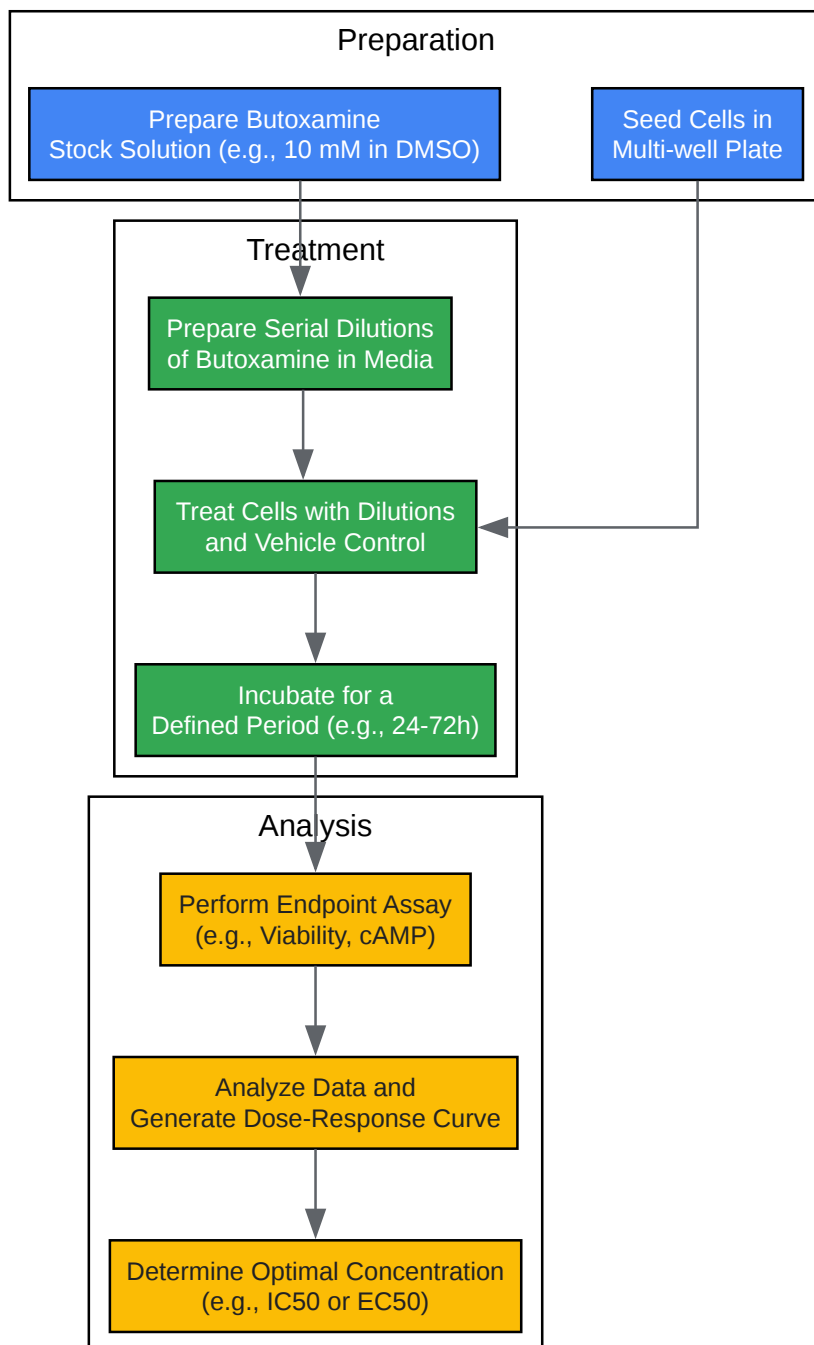 Preparation
Prepare Butoxamine
Stock Solution (e.g., 10 mM in DMSO)
Seed Cells in
Multi-well Plate
Treatment
Prepare Serial Dilutions
of Butoxamine in Media
Treat Cells with Dilutions
and Vehicle Control
Incubate for a
Defined Period (e.g., 24-72h)
Analysis
Perform Endpoint Assay
(e.g., Viability, cAMP)
Analyze Data and
Generate Dose-Response Curve
Determine Optimal Concentration
(e.g., IC50 or EC50)